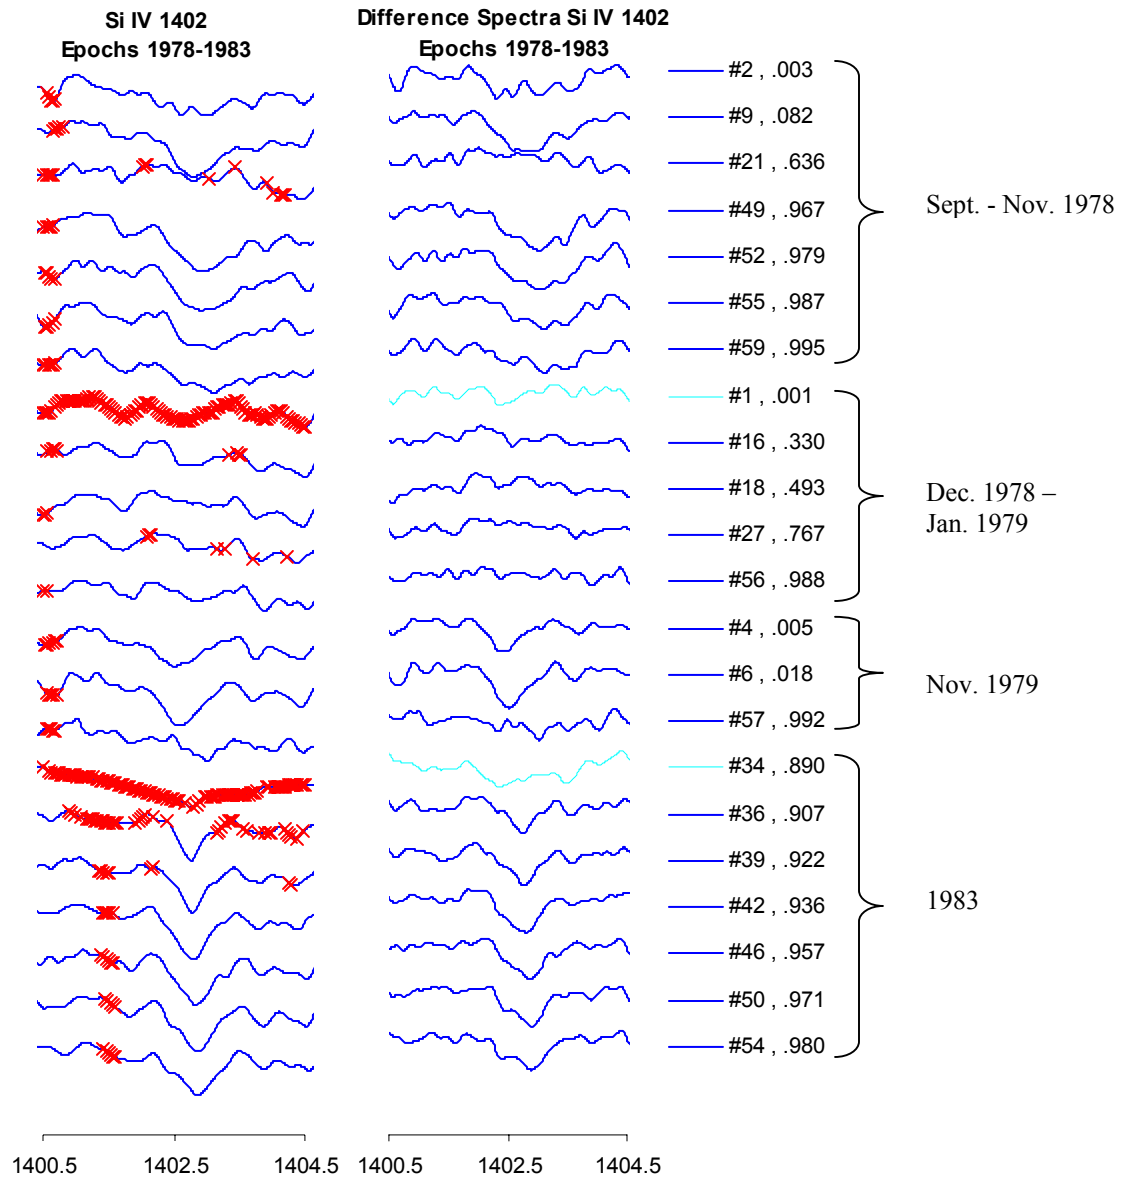 Si IV 1402
Epochs 1978-1983
Difference Spectra Si IV 1402
Epochs 1978-1983
#2 , .003
#9 , .082
#21 , .636
#49 , .967
#52 , .979
#55 , .987
#59 , .995
Sept. - Nov. 1978
#1 , .001
#16 , .330
#18 , .493
#27 , .767
#56 , .988
Dec. 1978 –
Jan. 1979
#4 , .005
#6 , .018
#57 , .992
Nov. 1979
#34 , .890
#36 , .907
#39 , .922
#42 , .936
#46 , .957
#50 , .971
#54 , .980
1983
1400.5 1402.5 1404.5
1400.5 1402.5 1404.5